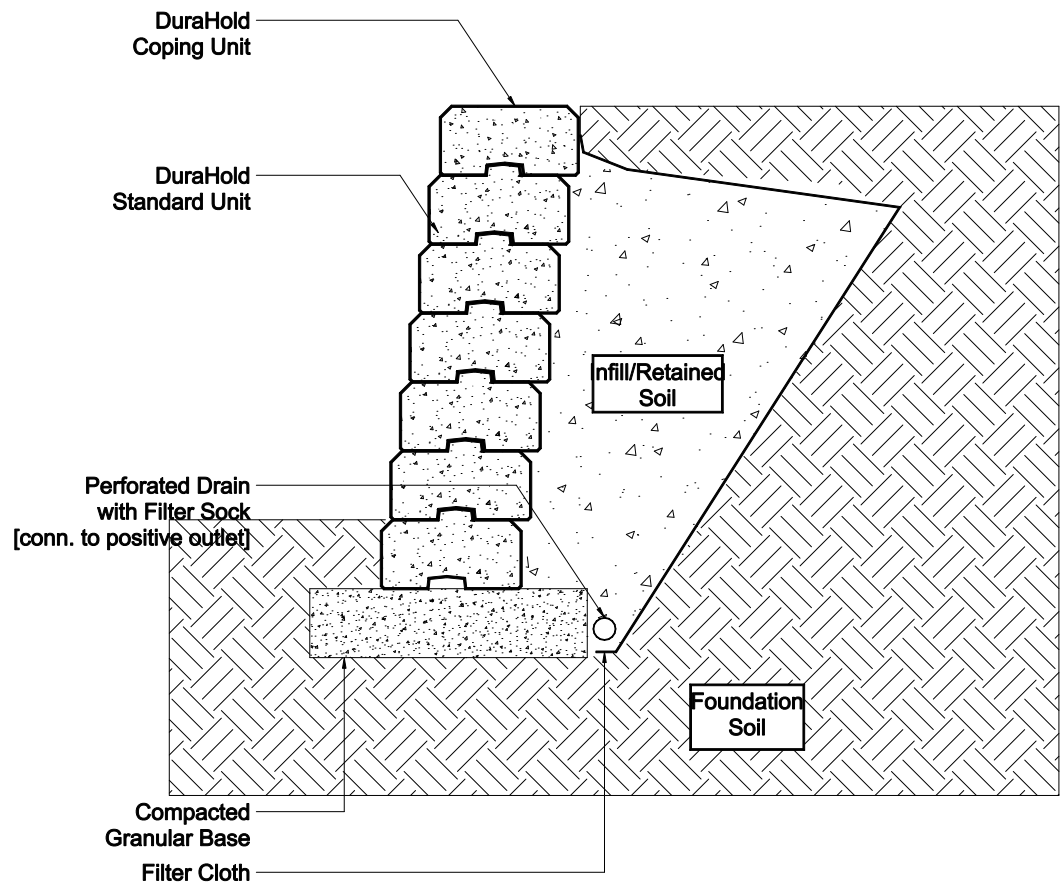 DuraHold
Coping Unit
DuraHold
Standard Unit
Infill/Retained
Soil
Perforated Drain
with Filter Sock
[conn. to positive outlet]
Foundation
Soil
Compacted
Granular Base
Filter Cloth